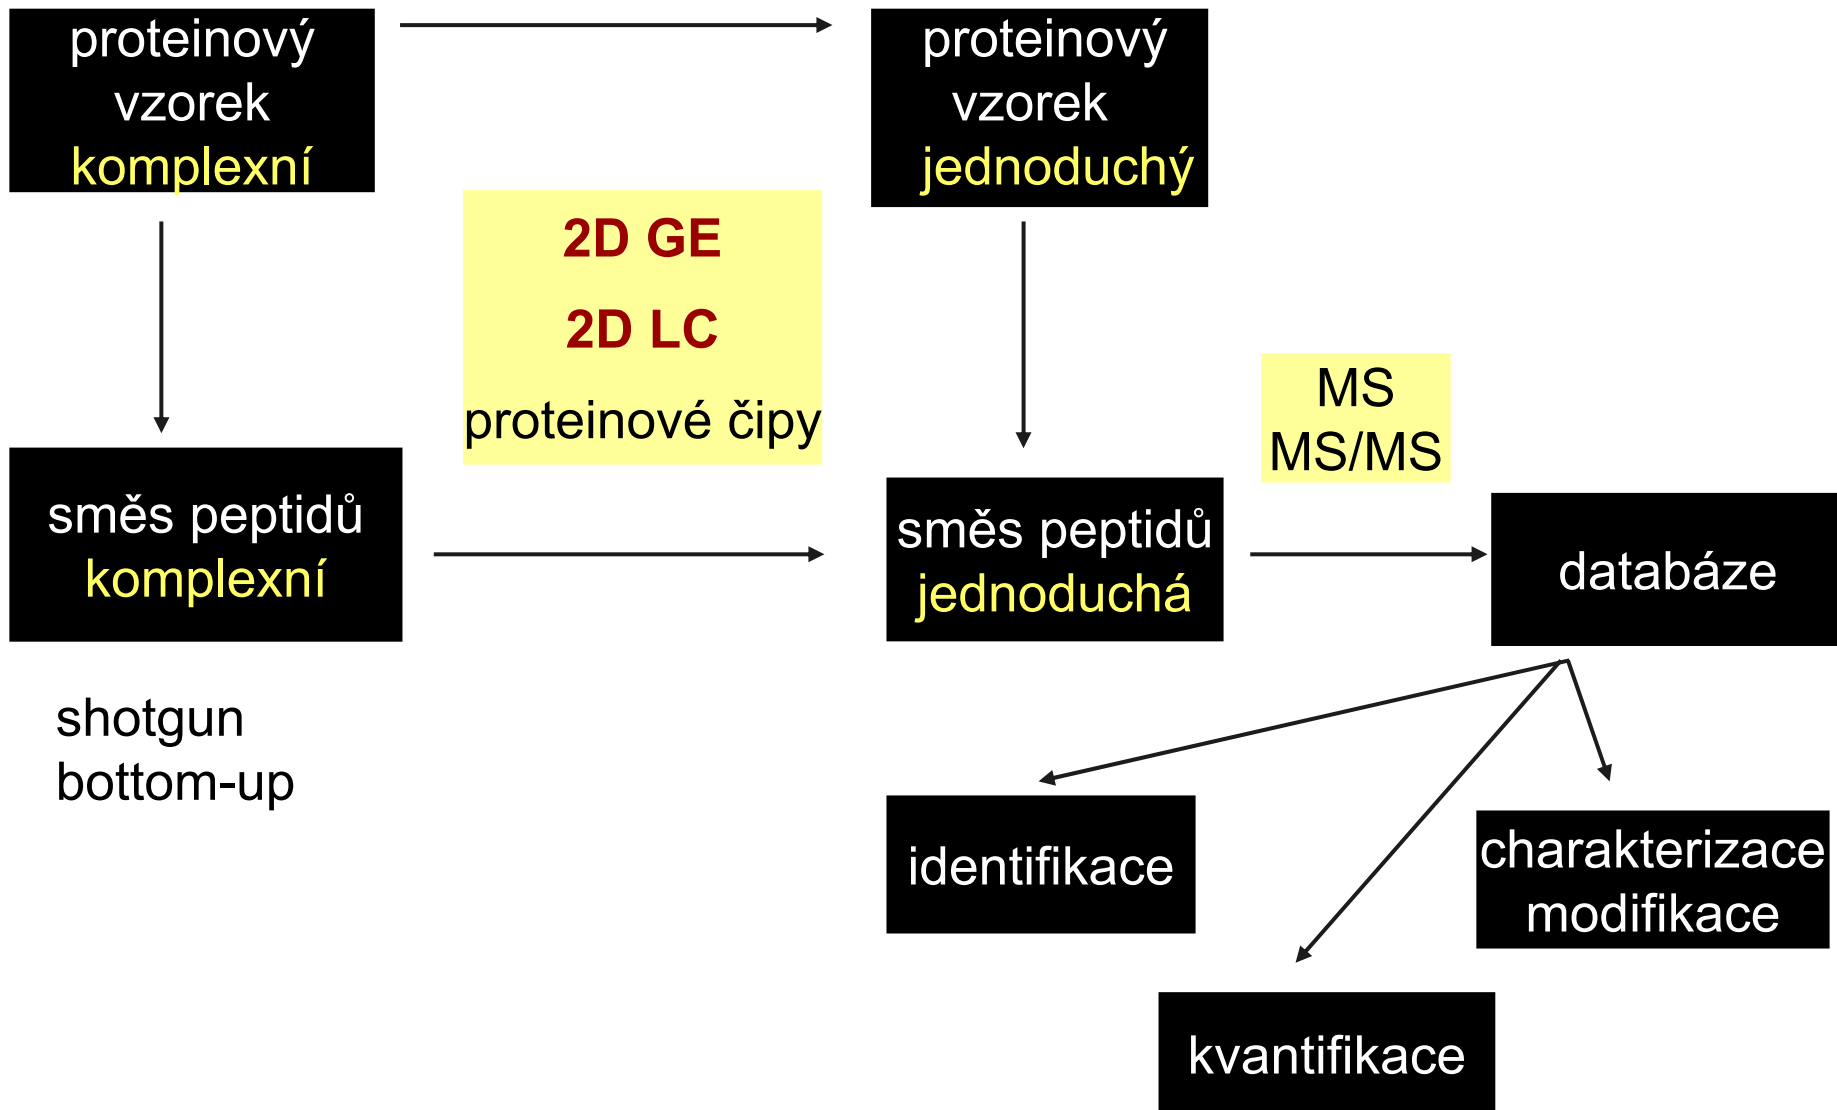 proteinový
vzorek
komplexní
proteinový
vzorek
jednoduchý
2D GE
2D LC
proteinové čipy
MS
MS/MS
směs peptidů
komplexní
směs peptidů
jednoduchá
databáze
shotgun
bottom-up
identifikace
charakterizace
modifikace
kvantifikace